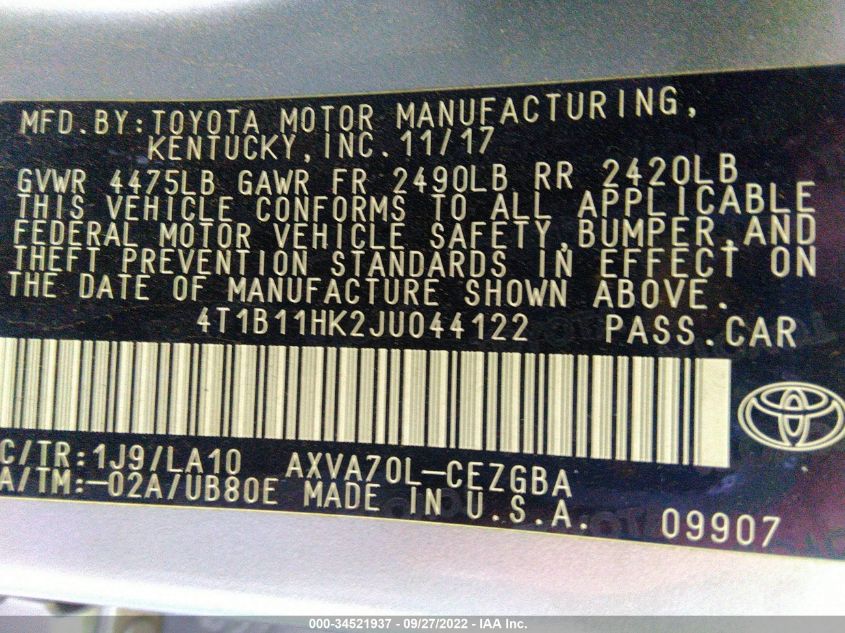 MFD.BY:TOYOTA MOTOR MANUFACTURING,
KENTUCKY,INC.11/17
GVWR 4475LB GAWR FR 2490LB RR 2420LB
THIS VEHICLE CONFORMS TO ALL APPLICABLE
FEDERAL MOTOR VEHICLE SAFETY,BUMPER,AND
THEFT PREVENTION STANDARDS IN EFFECT ON
THE DATE OF MANUFACTURE SHOWN ABOVE.
4T1B11HK2JU044122 PASS.CAR
C/TR:1J9/LA10 AXVA70L-CEZGBA
A/TM:-02A/UB80E MADE IN U.S.A.
09907
000-34521937 - 09/27/2022 - IAA Inc.